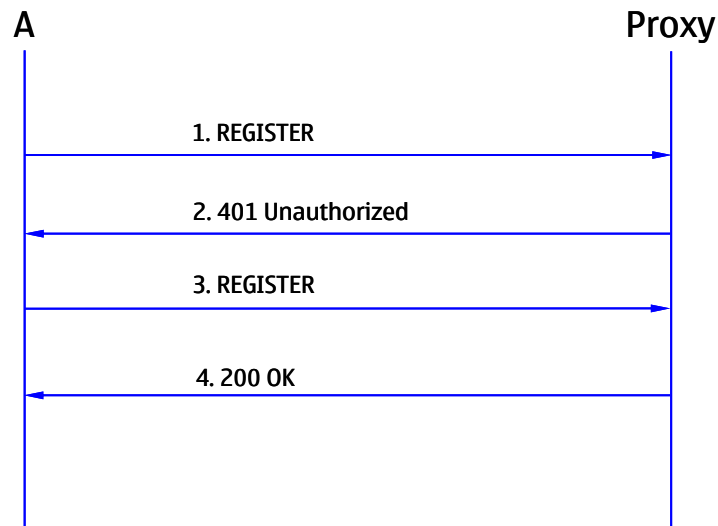 A
Proxy
1. REGISTER
2. 401 Unauthorized
3. REGISTER
4. 200 OK